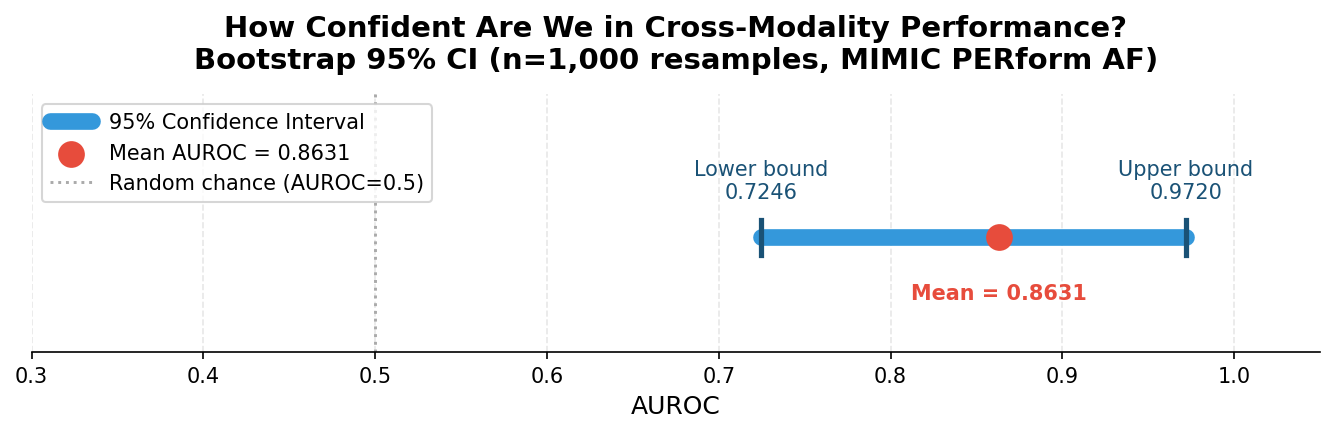 How Confident Are We in Cross-Modality Performance?
Bootstrap 95% CI (n=1,000 resamples, MIMIC PERform AF)
95% Confidence Interval
Mean AUROC = 0.8631
Random chance (AUROC=0.5)
Lower bound
0.7246
Upper bound
0.9720
Mean = 0.8631
0.3 0.4 0.5 0.6 0.7 0.8 0.9 1.0
AUROC